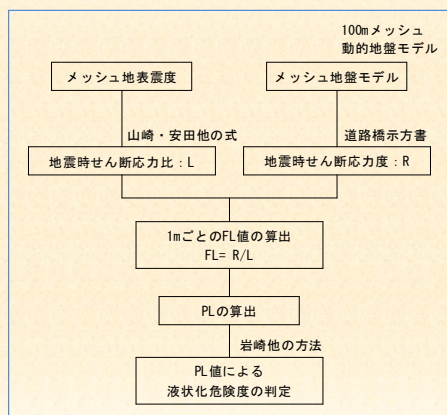 100mメッシュ
動的地盤モデル
メッシュ地表震度
メッシュ地盤モデル
山崎・安田他の式
道路橋示方書
地震時せん断応力比：L
地震時せん断応力度：R
1mごとのFL値の算出
FL= R/L
PLの算出
岩崎他の方法
PL値による
液状化危険度の判定